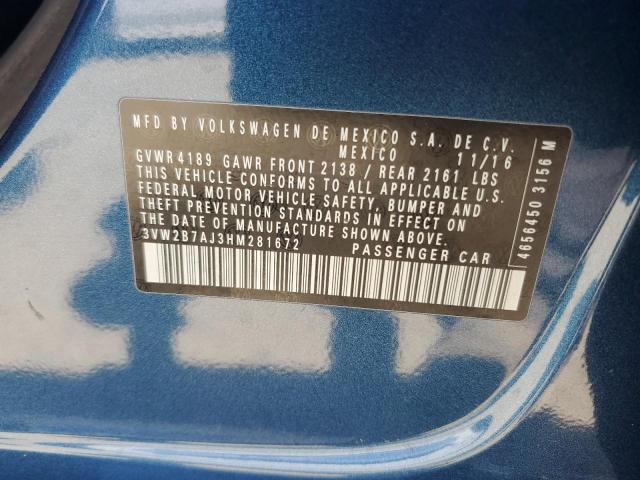 MFD BY VOLKSWAGEN DE MEXICO S.A. DE C.V.
MEXICO 11/16
GVWR 4189 GAWR FRONT 2138 / REAR 2161 LBS
THIS VEHICLE CONFORMS TO ALL APPLICABLE U.S.
FEDERAL MOTOR VEHICLE SAFETY, BUMPER AND
THEFT PREVENTION STANDARDS IN EFFECT ON
THE DATE OF MANUFACTURE SHOWN ABOVE.
3VW2B7AJ3HM281672 PASSENGER CAR
4656450 3156 M